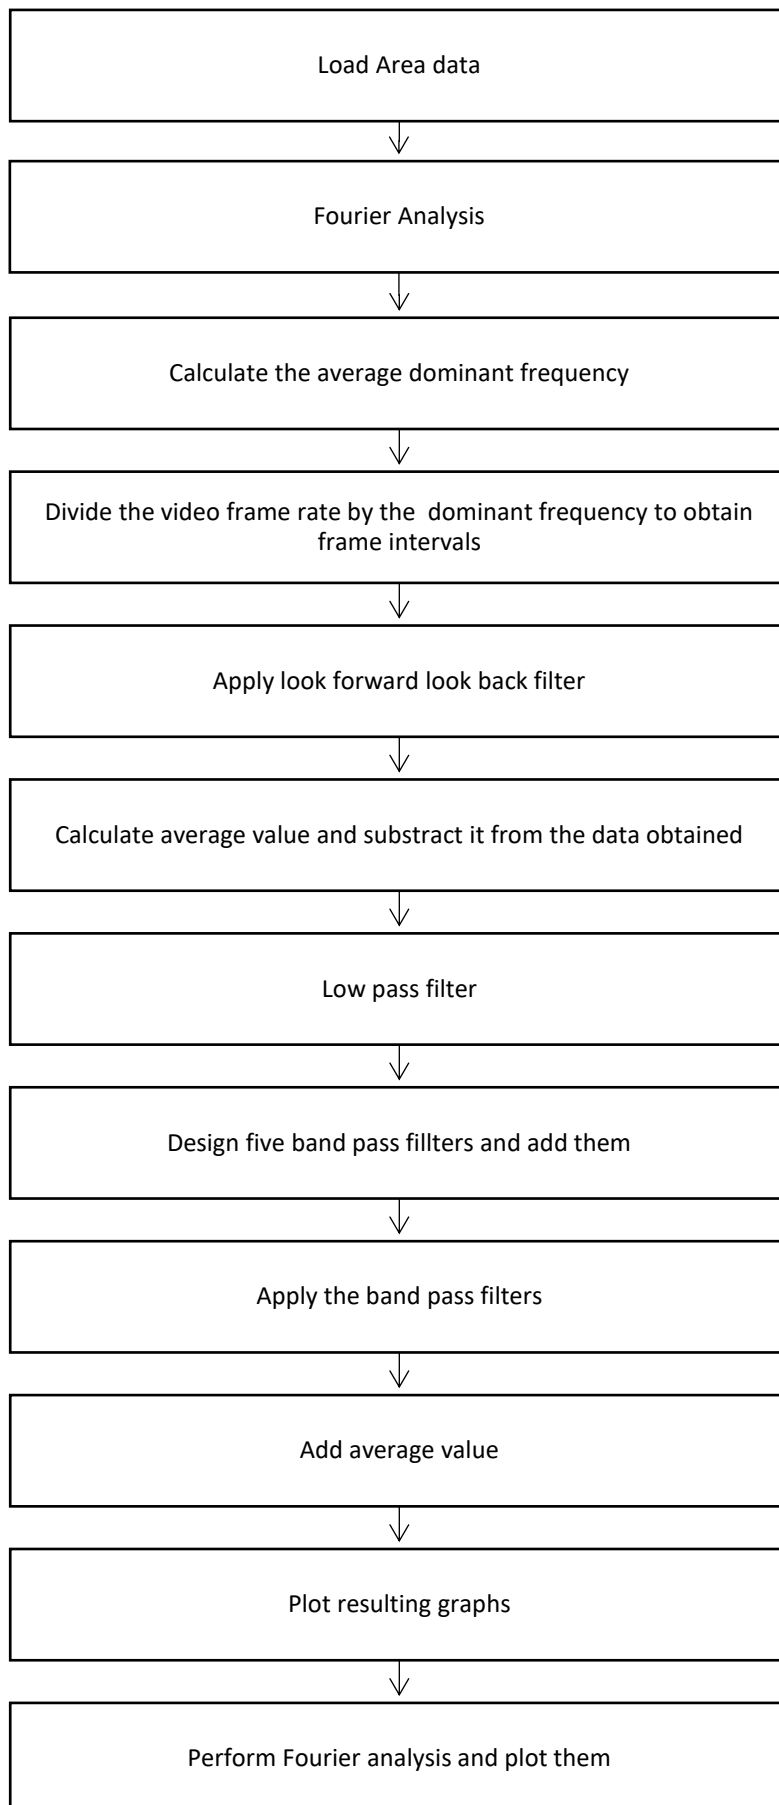 Load Area data
Fourier Analysis
Calculate the average dominant frequency
Divide the video frame rate by the  dominant frequency to obtain
frame intervals
Apply look forward look back filter
Calculate average value and substract it from the data obtained
Low pass filter
Design five band pass fillters and add them
Apply the band pass filters
Add average value
Plot resulting graphs
Perform Fourier analysis and plot them